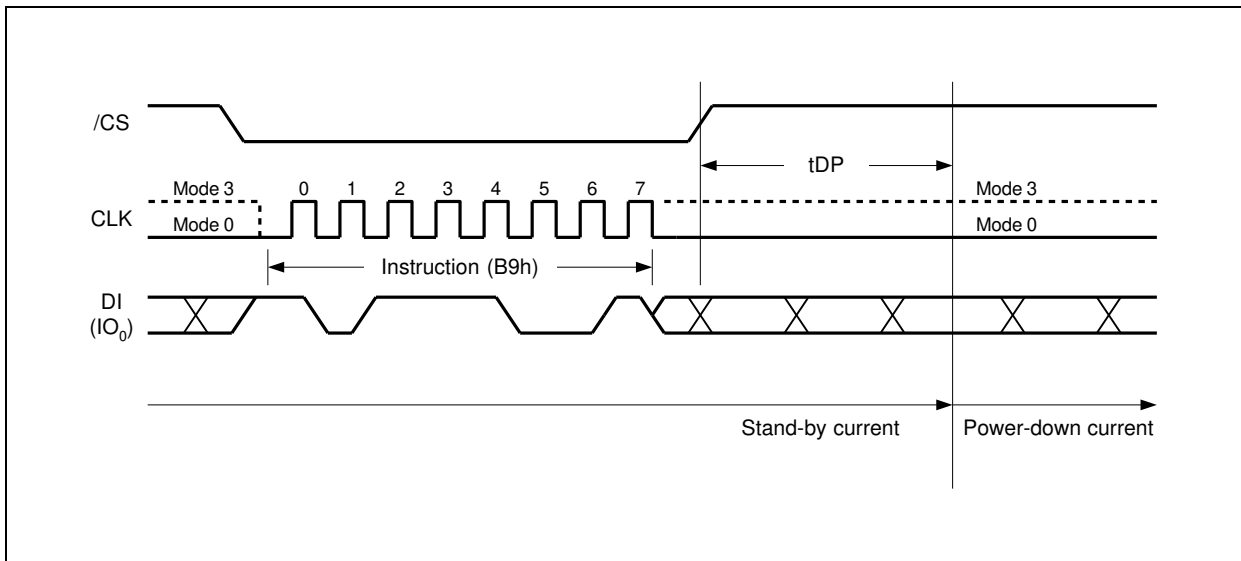 /CS
tDP
Mode 3 0 1 2 3 4 5 6 7 Mode 3
CLK
Mode 0 Mode 0
Instruction (B9h)
DI
(IO₀)
Stand-by current Power-down current